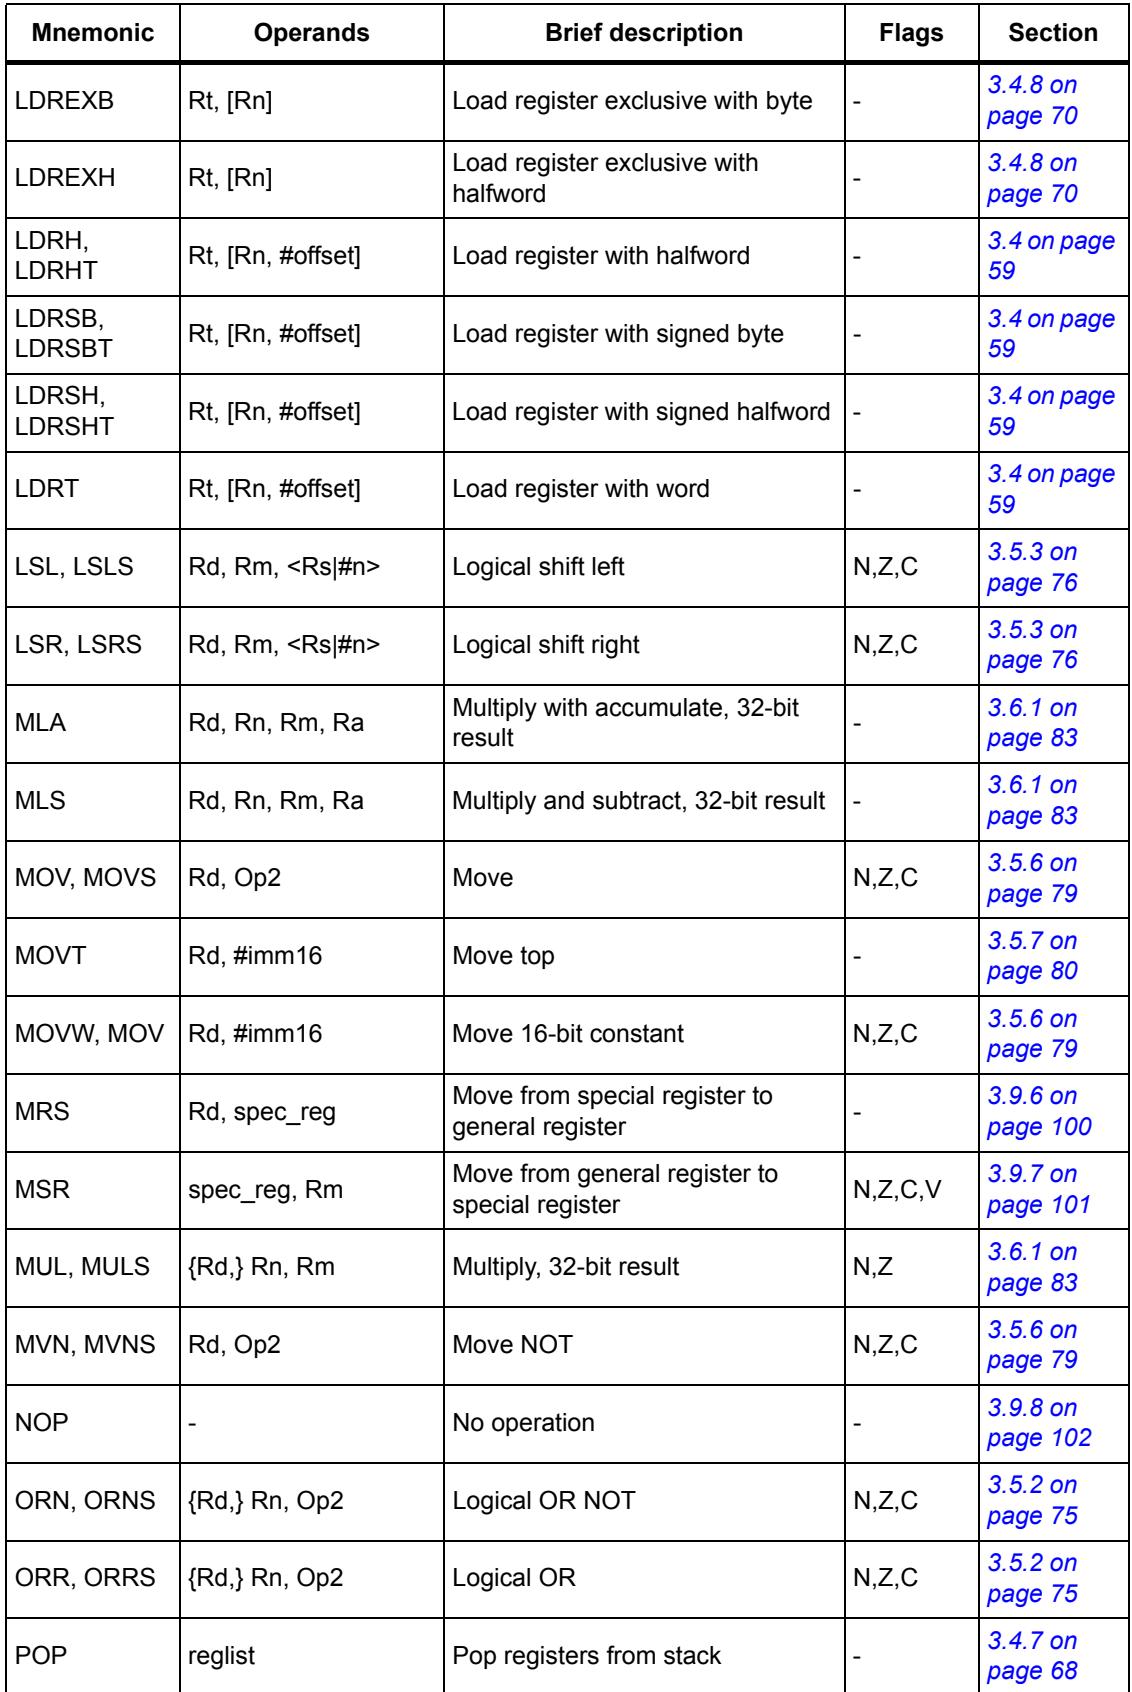 Mnemonic Operands Brief description Flags Section
LDREXB Rt, [Rn] Load register exclusive with byte - 3.4.8 on
page 70
LDREXH Rt, [Rn] Load register exclusive with
halfword - 3.4.8 on
page 70
LDRH,
LDRHT Rt, [Rn, #offset] Load register with halfword - 3.4 on page
59
LDRSB,
LDRSBT Rt, [Rn, #offset] Load register with signed byte - 3.4 on page
59
LDRSH,
LDRSHT Rt, [Rn, #offset] Load register with signed halfword - 3.4 on page
59
LDRT Rt, [Rn, #offset] Load register with word - 3.4 on page
59
LSL, LSLS Rd, Rm, <Rs|#n> Logical shift left N,Z,C 3.5.3 on
page 76
LSR, LSRS Rd, Rm, <Rs|#n> Logical shift right N,Z,C 3.5.3 on
page 76
MLA Rd, Rn, Rm, Ra Multiply with accumulate, 32-bit
result - 3.6.1 on
page 83
MLS Rd, Rn, Rm, Ra Multiply and subtract, 32-bit result - 3.6.1 on
page 83
MOV, MOVS Rd, Op2 Move N,Z,C 3.5.6 on
page 79
MOVT Rd, #imm16 Move top - 3.5.7 on
page 80
MOVW, MOV Rd, #imm16 Move 16-bit constant N,Z,C 3.5.6 on
page 79
MRS Rd, spec_reg Move from special register to
general register - 3.9.6 on
page 100
MSR spec_reg, Rm Move from general register to
special register N,Z,C,V 3.9.7 on
page 101
MUL, MULS {Rd,} Rn, Rm Multiply, 32-bit result N,Z 3.6.1 on
page 83
MVN, MVNS Rd, Op2 Move NOT N,Z,C 3.5.6 on
page 79
NOP - No operation - 3.9.8 on
page 102
ORN, ORNS {Rd,} Rn, Op2 Logical OR NOT N,Z,C 3.5.2 on
page 75
ORR, ORRS {Rd,} Rn, Op2 Logical OR N,Z,C 3.5.2 on
page 75
POP reglist Pop registers from stack - 3.4.7 on
page 68